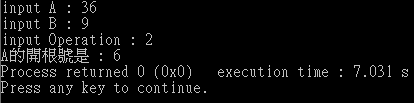 input A : 36
input B : 9
input Operation : 2
A的開根號是 : 6
Process returned 0 (0x0)   execution time : 7.031 s
Press any key to continue.